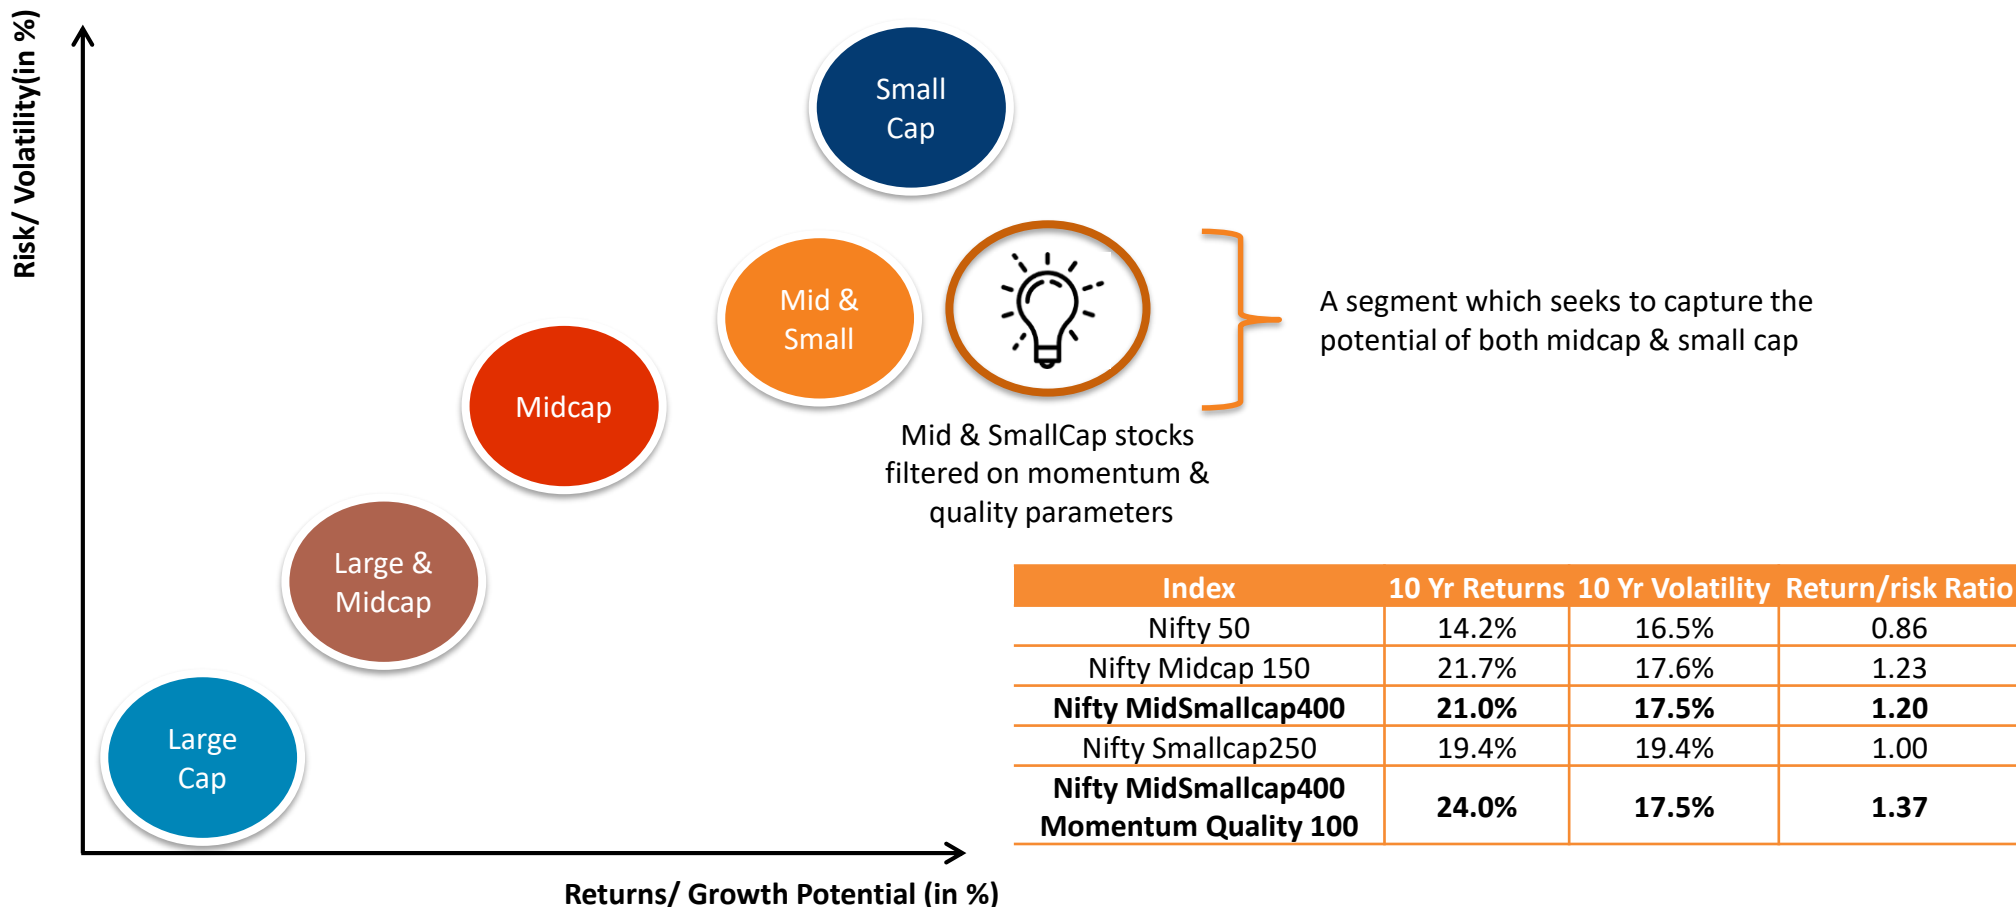 Risk/ Volatility(in %)
Small
Cap
Mid &
Small
A segment which seeks to capture the
potential of both midcap & small cap
Midcap
Mid & SmallCap stocks
filtered on momentum &
quality parameters
Large &
Midcap
Large
Cap
Index 10 Yr Returns 10 Yr Volatility Return/risk Ratio
Nifty 50 14.2% 16.5% 0.86
Nifty Midcap 150 21.7% 17.6% 1.23
Nifty MidSmallcap400 21.0% 17.5% 1.20
Nifty Smallcap250 19.4% 19.4% 1.00
Nifty MidSmallcap400
Momentum Quality 100 24.0% 17.5% 1.37
Returns/ Growth Potential (in %)